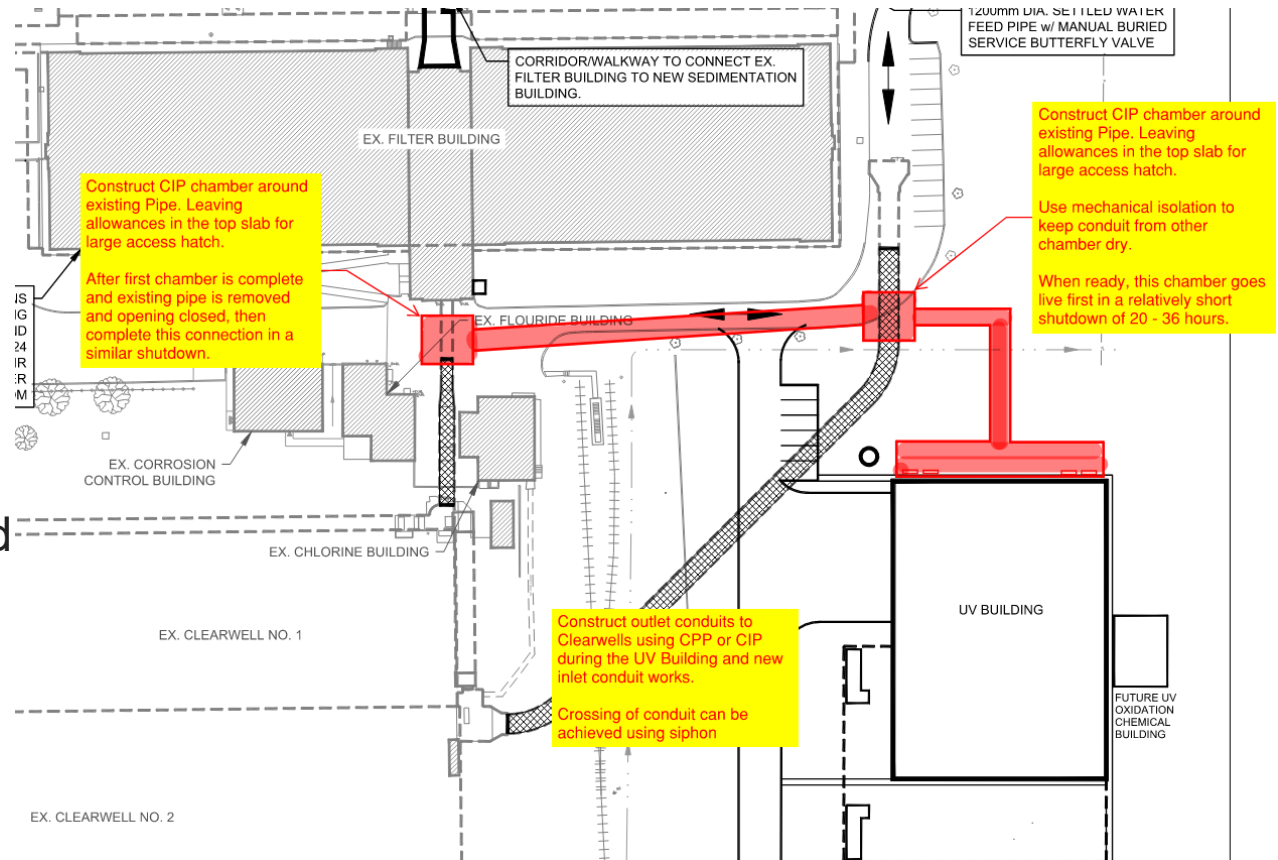 1200mm DIA. SETTLED WATER
FEED PIPE w/ MANUAL BURIED
SERVICE BUTTERFLY VALVE
CORRIDOR/WALKWAY TO CONNECT EX.
FILTER BUILDING TO NEW SEDIMENTATION
BUILDING.
EX. FILTER BUILDING
Construct CIP chamber around
existing Pipe. Leaving
allowances in the top slab for
large access hatch.
Use mechanical isolation to
keep conduit from other
chamber dry.
When ready, this chamber goes
live first in a relatively short
shutdown of 20 - 36 hours.
Construct CIP chamber around
existing Pipe. Leaving
allowances in the top slab for
large access hatch.
After first chamber is complete
and existing pipe is removed
and opening closed, then
complete this connection in a
similar shutdown.
NS
NG
ID
24
IR
ER
OM
EX. FLOURIDE BUILDING
EX. CORROSION
CONTROL BUILDING
d
EX. CHLORINE BUILDING
EX. CLEARWELL NO. 1
UV BUILDING
Construct outlet conduits to
Clearwells using CPP or CIP
during the UV Building and new
inlet conduit works.
Crossing of conduit can be
achieved using siphon
FUTURE UV
OXIDATION
CHEMICAL
BUILDING
EX. CLEARWELL NO. 2